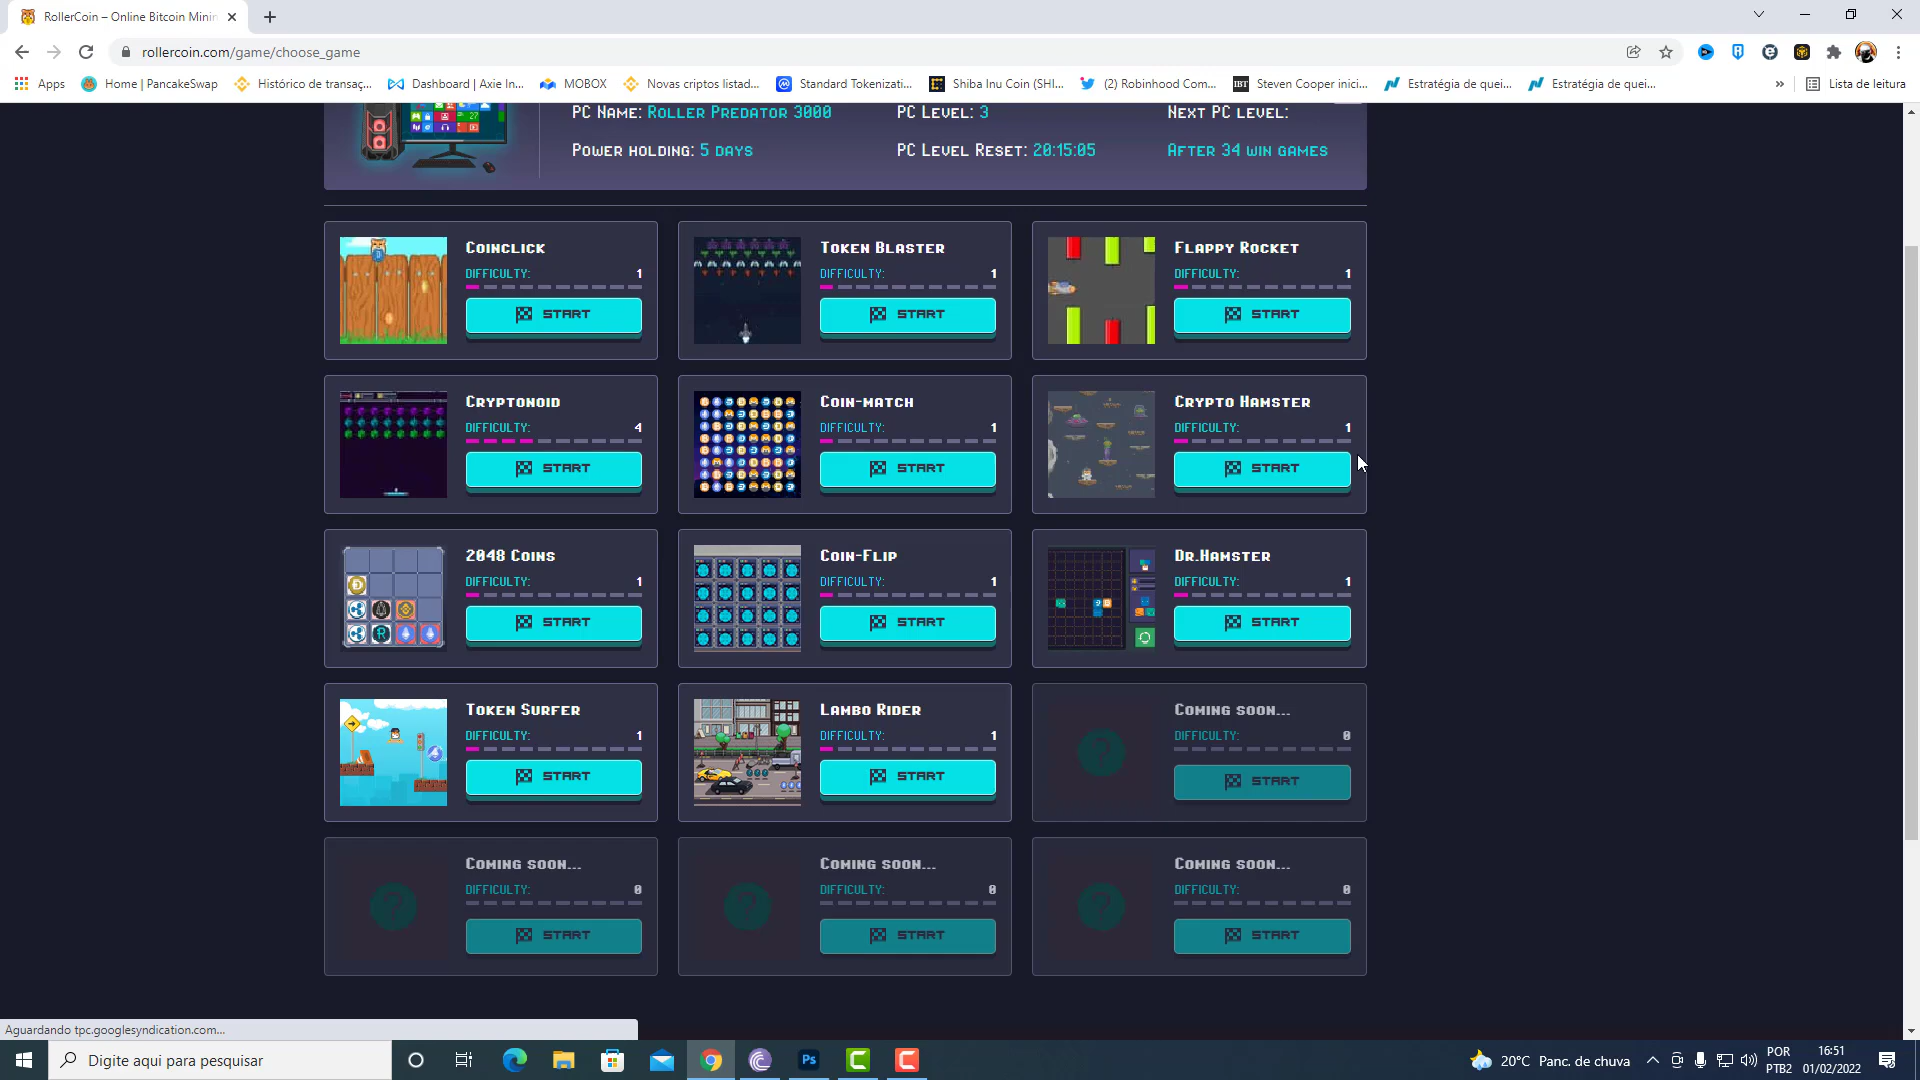 RollerCoin – Online Bitcoin Minin
rollercoin.com/game/choose_game
Apps
Home | PancakeSwap
Histórico de transaç...
Dashboard | Axie In...
MOBOX
Novas criptos listad...
Standard Tokenizati...
Shiba Inu Coin (SHI...
(2) Robinhood Com...
IBT Steven Cooper inici...
Estratégia de quei...
Estratégia de quei...
»
Lista de leitura
PC Name: Roller Predator 3000
PC Level: 3
Next PC level:
Power holding: 5 days
PC Level Reset: 20:15:05
After 34 win games
Coinclick
Difficulty: 1
START
Token Blaster
Difficulty: 1
START
Flappy Rocket
Difficulty: 1
START
Cryptonoid
Difficulty: 4
START
Coin-match
Difficulty: 1
START
Crypto Hamster
Difficulty: 1
START
2048 Coins
Difficulty: 1
START
Coin-Flip
Difficulty: 1
START
Dr.Hamster
Difficulty: 1
START
Token Surfer
Difficulty: 1
START
Lambo Rider
Difficulty: 1
START
Coming soon...
Difficulty: 0
START
Coming soon...
Difficulty: 0
START
Coming soon...
Difficulty: 0
START
Coming soon...
Difficulty: 0
START
Aguardando tpc.googlesyndication.com...
Digite aqui para pesquisar
Ps
20°C Panc. de chuva
POR
PTB2
16:51
01/02/2022